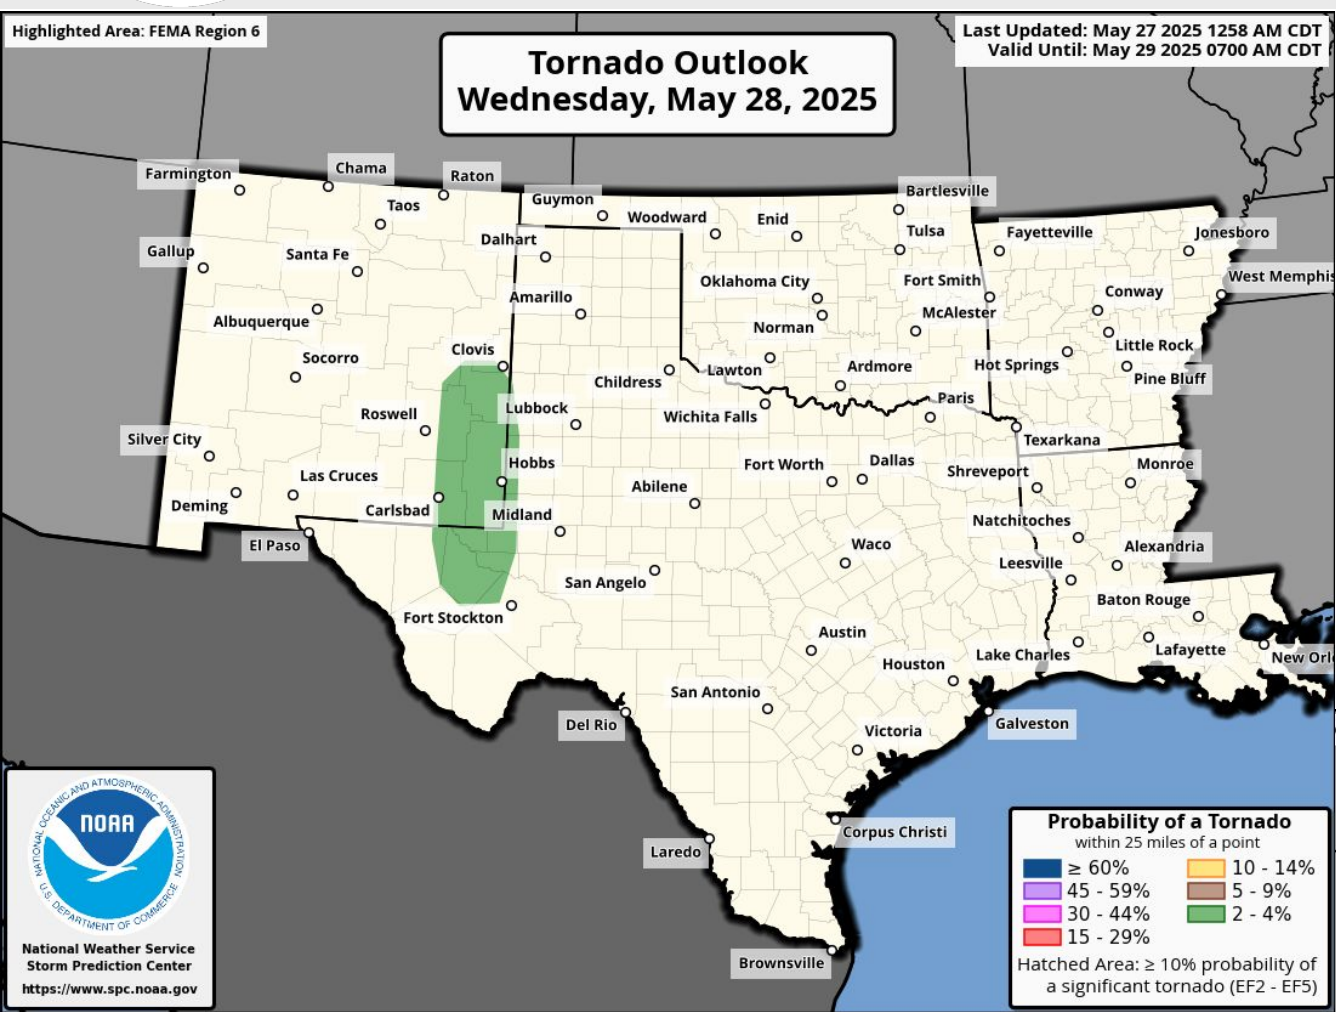 Highlighted Area: FEMA Region 6
Last Updated: May 27 2025 1258 AM CDT
Valid Until: May 29 2025 0700 AM CDT
Tornado Outlook
Wednesday, May 28, 2025
Farmington
Chama
Raton
Taos
Guymon
Woodward
Enid
Bartlesville
Tulsa
Fayetteville
Jonesboro
Gallup
Santa Fe
Dalhart
Oklahoma City
Fort Smith
West Memphis
Albuquerque
Amarillo
Norman
McAlester
Conway
Little Rock
Socorro
Clovis
Childress
Lawton
Ardmore
Hot Springs
Pine Bluff
Roswell
Lubbock
Wichita Falls
Paris
Texarkana
Silver City
Las Cruces
Hobbs
Fort Worth
Dallas
Shreveport
Monroe
Deming
Carlsbad
Midland
Abilene
Natchitoches
El Paso
San Angelo
Waco
Leesville
Alexandria
Fort Stockton
Austin
Baton Rouge
Houston
Lake Charles
Lafayette
New Orl
Del Rio
San Antonio
Victoria
Galveston
Laredo
Corpus Christi
Brownsville
NATIONAL OCEANIC AND ATMOSPHERIC ADMINISTRATION
NOAA
U.S. DEPARTMENT OF COMMERCE
National Weather Service
Storm Prediction Center
https://www.spc.noaa.gov
Probability of a Tornado
within 25 miles of a point
≥ 60% 10 - 14%
45 - 59% 5 - 9%
30 - 44% 2 - 4%
15 - 29%
Hatched Area: ≥ 10% probability of
a significant tornado (EF2 - EF5)